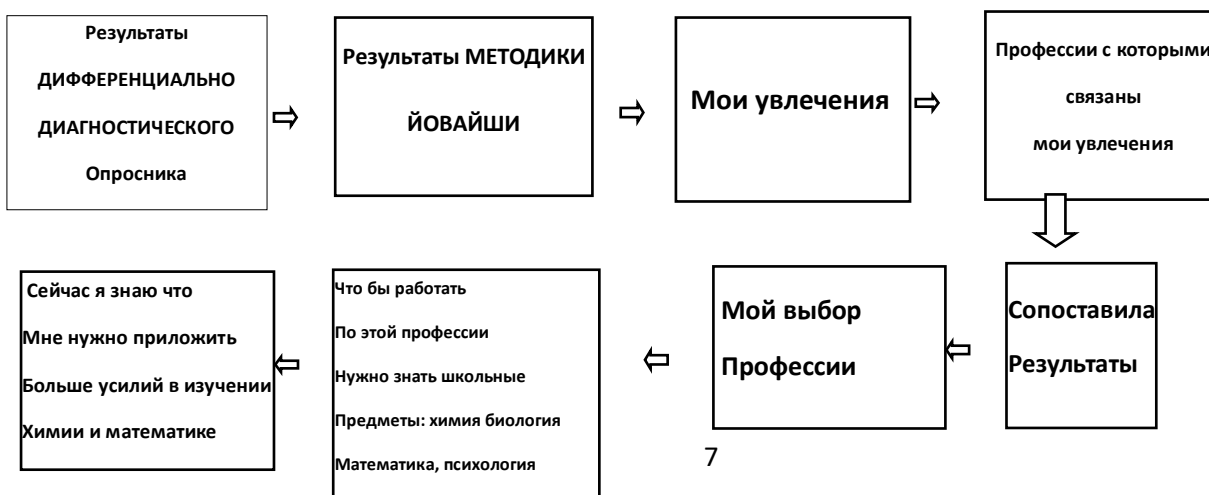 Результаты
ДИФФЕРЕНЦИАЛЬНО
ДИАГНОСТИЧЕСКОГО
Опросника
Результаты МЕТОДИКИ
ЙОВАЙШИ
Мои увлечения
Профессии с которыми
связаны
мои увлечения
Сопоставила
Результаты
Мой выбор
Профессии
Что бы работать
По этой профессии
Нужно знать школьные
Предметы: химия биология
Математика, психология
Сейчас я знаю что
Мне нужно приложить
Больше усилий в изучении
Химии и математике
7